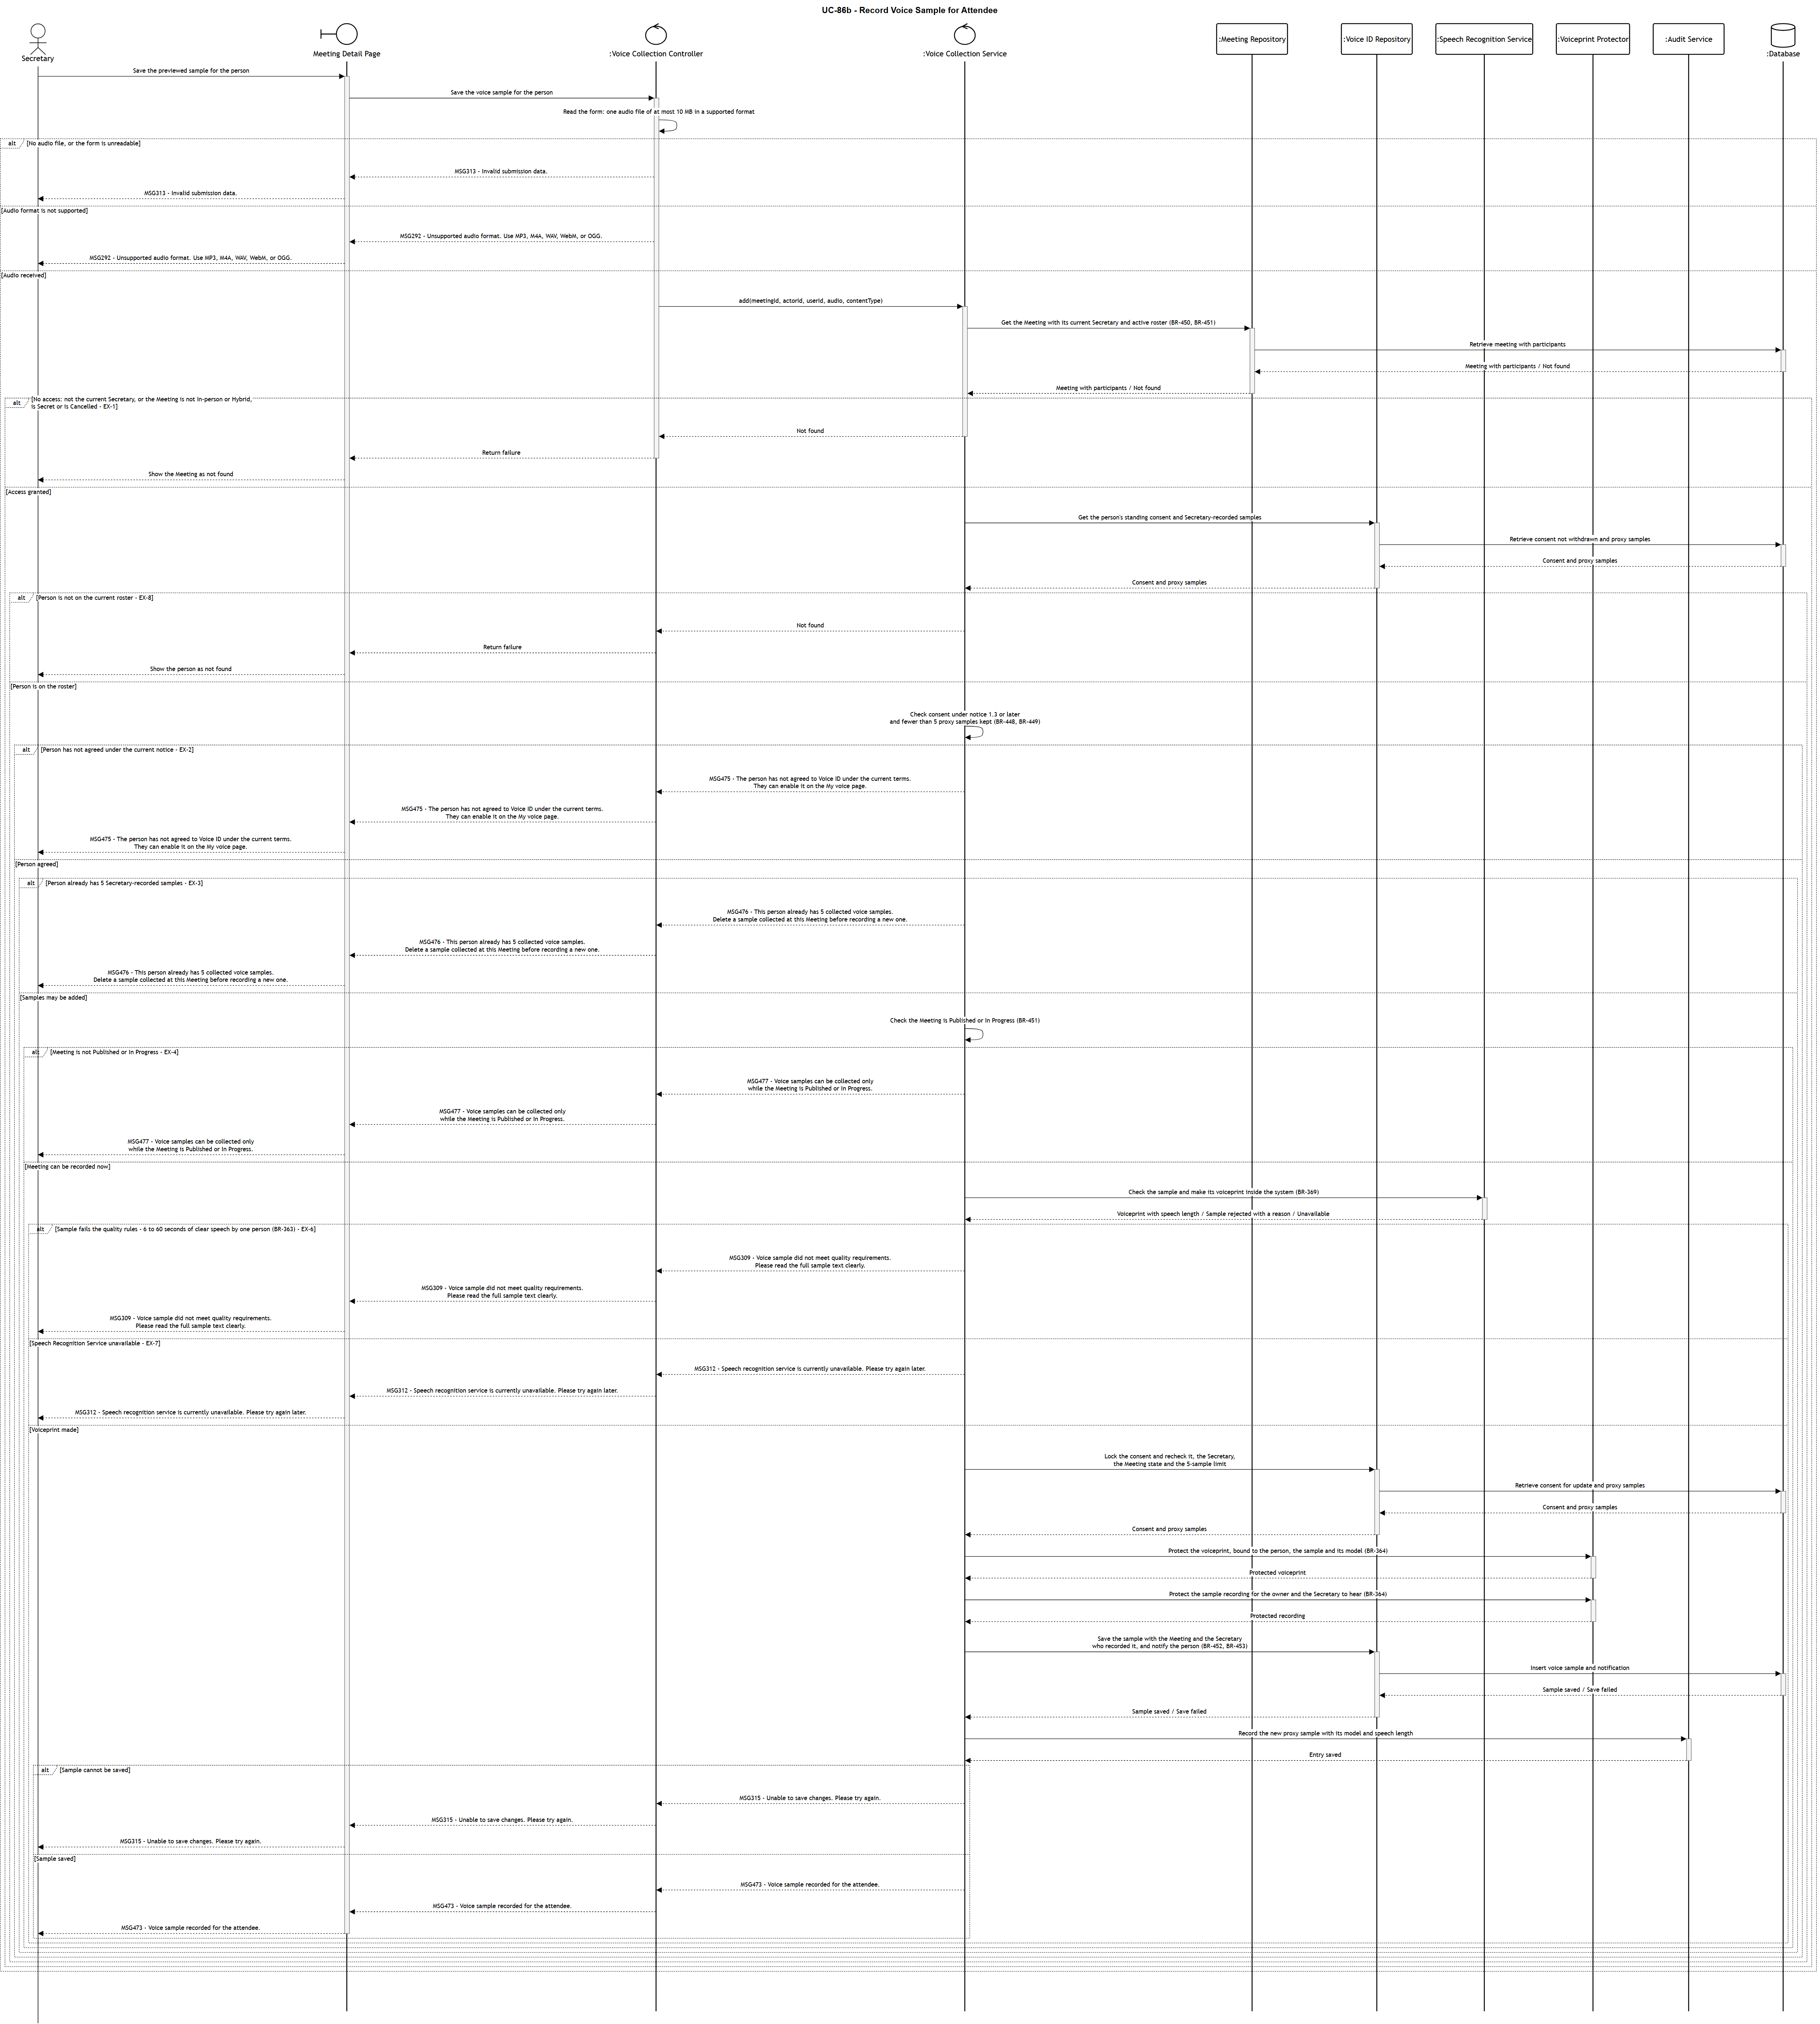 UC-86b - Record Voice Sample for Attendee
Secretary
Meeting Detail Page
:Voice Collection Controller
:Voice Collection Service
:Meeting Repository
:Voice ID Repository
:Speech Recognition Service
:Voiceprint Protector
:Audit Service
:Database
Save the previewed sample for the person
Save the voice sample for the person
Read the form: one audio file of at most 10 MB in a supported format
alt
[No audio file, or the form is unreadable]
MSG313 - Invalid submission data.
MSG313 - Invalid submission data.
[Audio format is not supported]
MSG292 - Unsupported audio format. Use MP3, M4A, WAV, WebM, or OGG.
MSG292 - Unsupported audio format. Use MP3, M4A, WAV, WebM, or OGG.
[Audio received]
add(meetingId, actorId, userId, audio, contentType)
Get the Meeting with its current Secretary and active roster (BR-450, BR-451)
Retrieve meeting with participants
Meeting with participants / Not found
Meeting with participants / Not found
alt
[No access: not the current Secretary, or the Meeting is not In-person or Hybrid,
is Secret or is Cancelled - EX-1]
Not found
Return failure
Show the Meeting as not found
[Access granted]
Get the person's standing consent and Secretary-recorded samples
Retrieve consent not withdrawn and proxy samples
Consent and proxy samples
Consent and proxy samples
alt
[Person is not on the current roster - EX-8]
Not found
Return failure
Show the person as not found
[Person is on the roster]
Check consent under notice 1.3 or later
and fewer than 5 proxy samples kept (BR-448, BR-449)
alt
[Person has not agreed under the current notice - EX-2]
MSG475 - The person has not agreed to Voice ID under the current terms.
They can enable it on the My voice page.
MSG475 - The person has not agreed to Voice ID under the current terms.
They can enable it on the My voice page.
MSG475 - The person has not agreed to Voice ID under the current terms.
They can enable it on the My voice page.
[Person agreed]
alt
[Person already has 5 Secretary-recorded samples - EX-3]
MSG476 - This person already has 5 collected voice samples.
Delete a sample collected at this Meeting before recording a new one.
MSG476 - This person already has 5 collected voice samples.
Delete a sample collected at this Meeting before recording a new one.
MSG476 - This person already has 5 collected voice samples.
Delete a sample collected at this Meeting before recording a new one.
[Samples may be added]
Check the Meeting is Published or In Progress (BR-451)
alt
[Meeting is not Published or In Progress - EX-4]
MSG477 - Voice samples can be collected only
while the Meeting is Published or In Progress.
MSG477 - Voice samples can be collected only
while the Meeting is Published or In Progress.
MSG477 - Voice samples can be collected only
while the Meeting is Published or In Progress.
[Meeting can be recorded now]
Check the sample and make its voiceprint inside the system (BR-369)
Voiceprint with speech length / Sample rejected with a reason / Unavailable
alt
[Sample fails the quality rules - 6 to 60 seconds of clear speech by one person (BR-363) - EX-6]
MSG309 - Voice sample did not meet quality requirements.
Please read the full sample text clearly.
MSG309 - Voice sample did not meet quality requirements.
Please read the full sample text clearly.
MSG309 - Voice sample did not meet quality requirements.
Please read the full sample text clearly.
[Speech Recognition Service unavailable - EX-7]
MSG312 - Speech recognition service is currently unavailable. Please try again later.
MSG312 - Speech recognition service is currently unavailable. Please try again later.
MSG312 - Speech recognition service is currently unavailable. Please try again later.
[Voiceprint made]
Lock the consent and recheck it, the Secretary,
the Meeting state and the 5-sample limit
Retrieve consent for update and proxy samples
Consent and proxy samples
Consent and proxy samples
Protect the voiceprint, bound to the person, the sample and its model (BR-364)
Protected voiceprint
Protect the sample recording for the owner and the Secretary to hear (BR-364)
Protected recording
Save the sample with the Meeting and the Secretary
who recorded it, and notify the person (BR-452, BR-453)
Insert voice sample and notification
Sample saved / Save failed
Sample saved / Save failed
Record the new proxy sample with its model and speech length
Entry saved
alt
[Sample cannot be saved]
MSG315 - Unable to save changes. Please try again.
MSG315 - Unable to save changes. Please try again.
MSG315 - Unable to save changes. Please try again.
[Sample saved]
MSG473 - Voice sample recorded for the attendee.
MSG473 - Voice sample recorded for the attendee.
MSG473 - Voice sample recorded for the attendee.